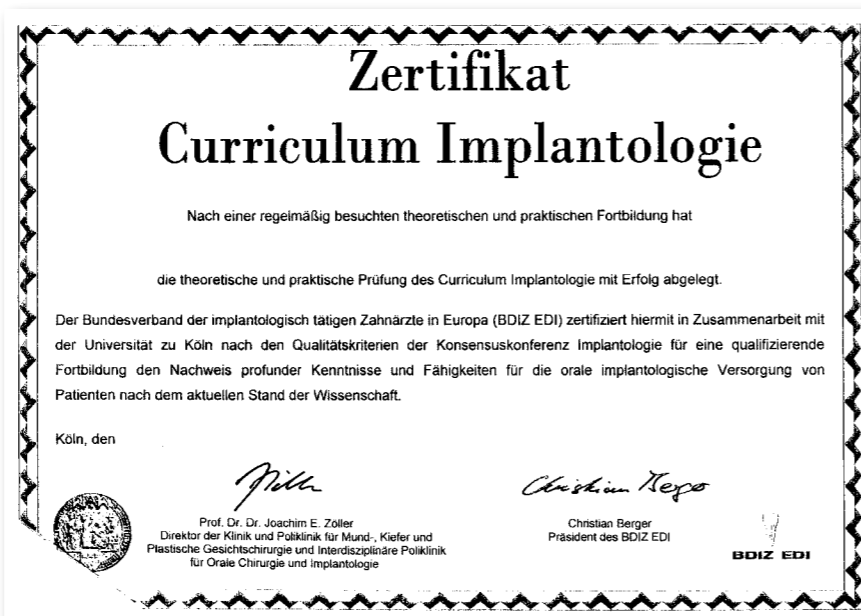 Zertifikat
Curriculum Implantologie
Nach einer regelmäßig besuchten theoretischen und praktischen Fortbildung hat
die theoretische und praktische Prüfung des Curriculum Implantologie mit Erfolg abgelegt.
Der Bundesverband der implantologisch tätigen Zahnärzte in Europa (BDIZ EDI) zertifiziert hiermit in Zusammenarbeit mit
der Universität zu Köln nach den Qualitätskriterien der Konsensuskonferenz Implantologie für eine qualifizierende
Fortbildung den Nachweis profunder Kenntnisse und Fähigkeiten für die orale implantologische Versorgung von
Patienten nach dem aktuellen Stand der Wissenschaft.
Köln, den
Christian Berger
Prof. Dr. Dr. Joachim E. Zöller
Direktor der Klinik und Poliklinik für Mund-, Kiefer und
Plastische Gesichtschirurgie und Interdisziplinäre Poliklinik
für Orale Chirurgie und Implantologie
Christian Berger
Präsident des BDIZ EDI
BDIZ EDI